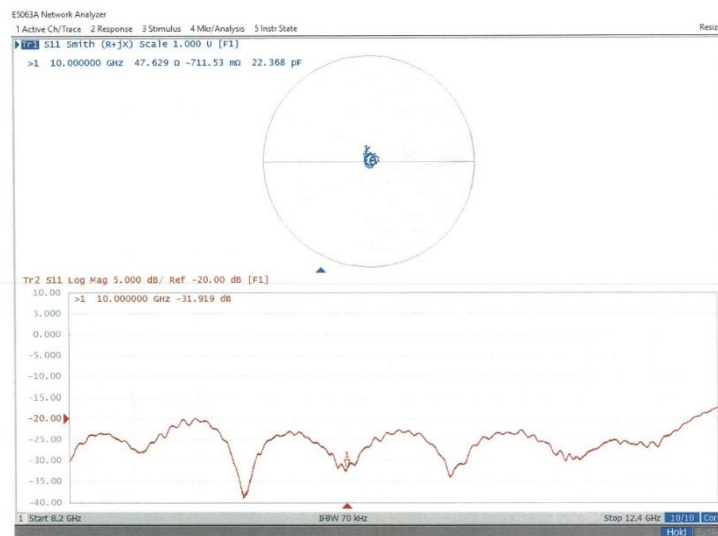 E5063A Network Analyzer
1 Active Ch/Trace 2 Response 3 Stimulus 4 Mkr/Analysis 5 Instr State
Tr1 S11 Smith (R+jX) Scale 1.000 U [F1]
>1 10.000000 GHz 47.629 Ω -711.53 mΩ 22.368 pF
Tr2 S11 Log Mag 5.000 dB/ Ref -20.00 dB [F1]
>1 10.000000 GHz -31.919 dB
10.00
5.000
0.000
-5.000
-10.00
-15.00
-20.00
-25.00
-30.00
-35.00
-40.00
1
1 Start 8.2 GHz IFBW 70 kHz Stop 12.4 GHz 10/10 Cor
Hold